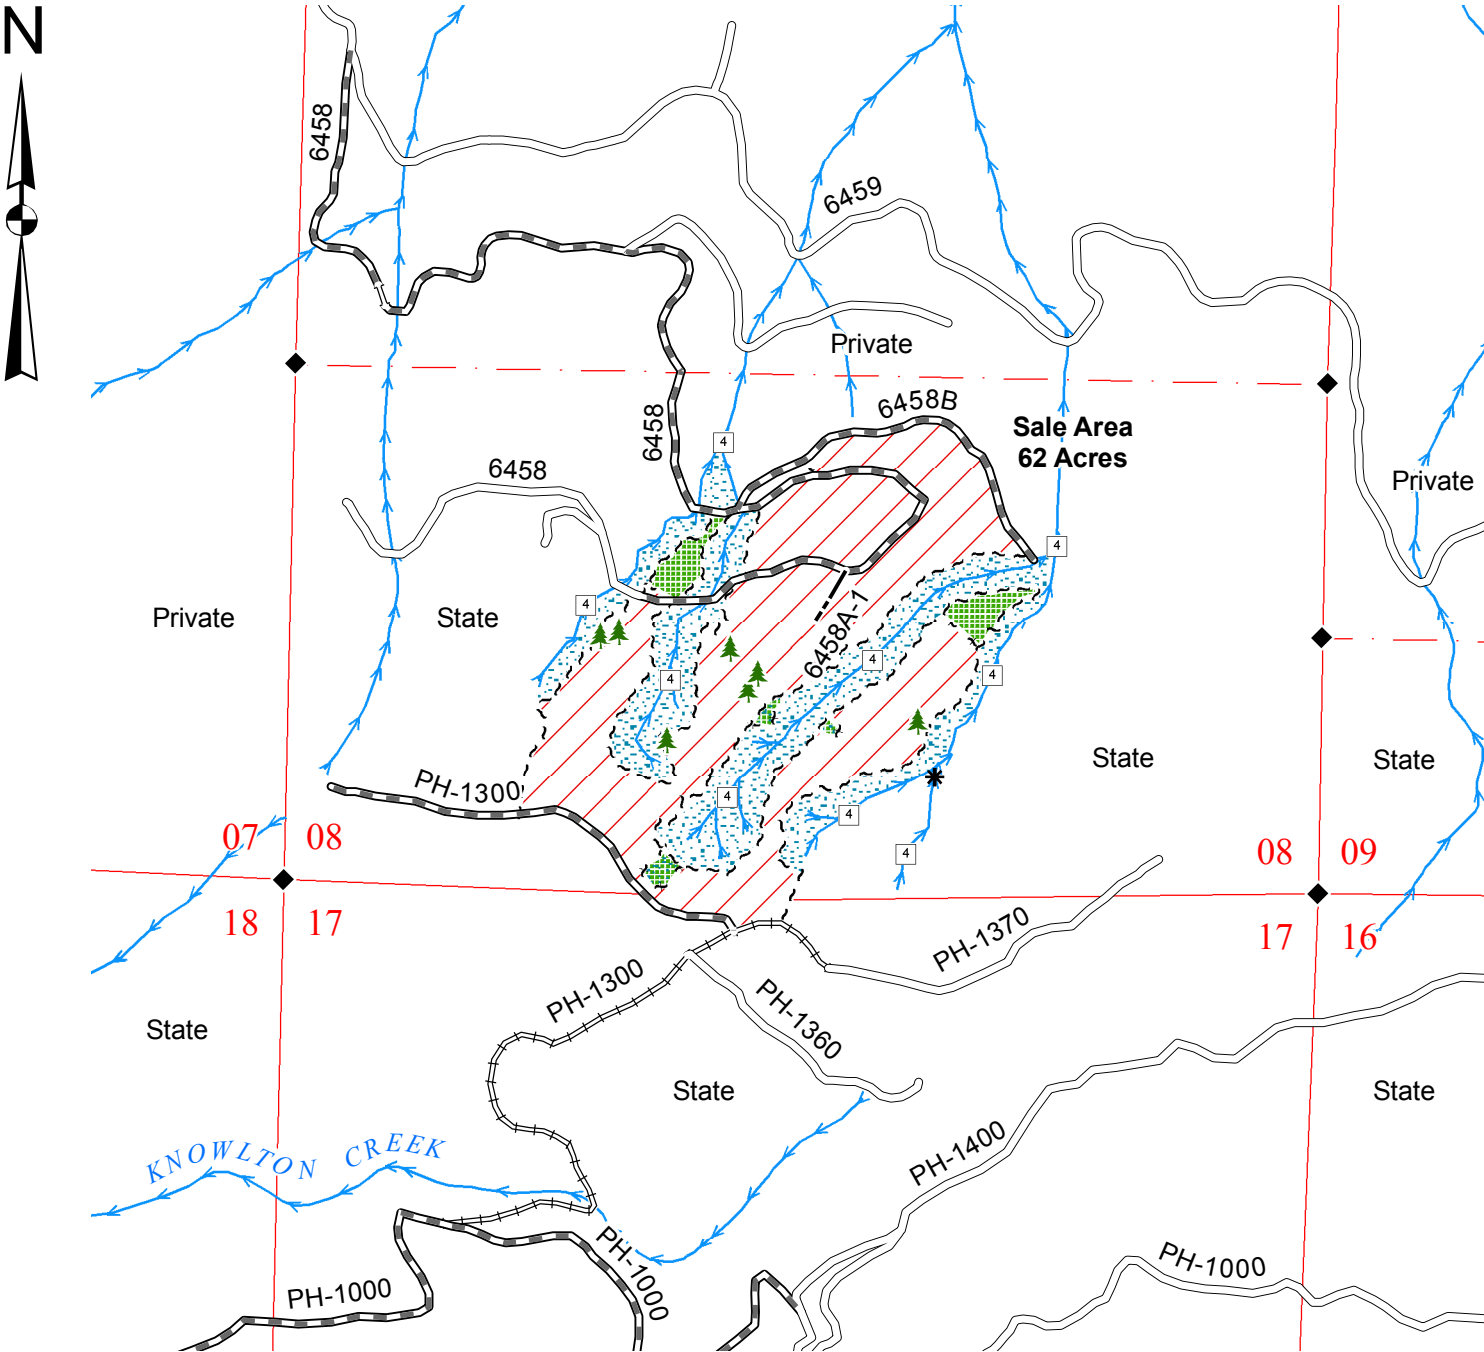 N
6458
6459
Private
6458B
Sale Area
62 Acres
6458
4
6458
Private
4
4
Private
State
6458A-1
4
4
4
State
State
PH-1300
4
4
07 08
08 09
4
18 17
17 16
PH-1370
PH-1300
PH-1360
State
State
State
PH-1400
KNOWLTON CREEK
PH-1000
PH-1000
PH-1000